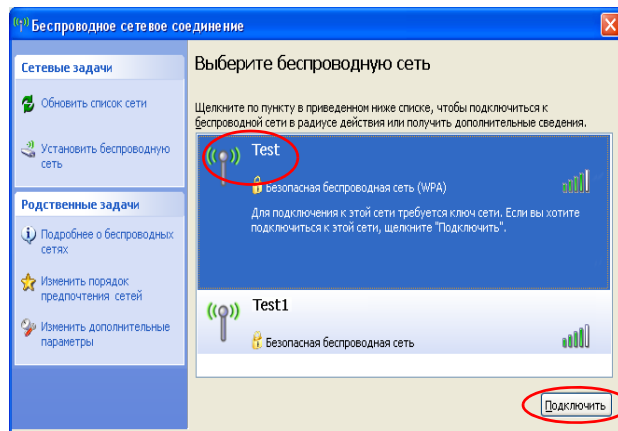 Беспроводное сетевое соединение
Сетевые задачи
Обновить список сети
Установить беспроводную
сеть
Родственные задачи
Подробнее о беспроводных
сетях
Изменить порядок
предпочтения сетей
Изменить дополнительные
параметры
Выберите беспроводную сеть
Щелкните по пункту в приведенном ниже списке, чтобы подключиться к
беспроводной сети в радиусе действия или получить дополнительные сведения.
Test
Безопасная беспроводная сеть (WPA)
Для подключения к этой сети требуется ключ сети. Если вы хотите
подключиться к этой сети, щелкните "Подключить".
Test1
Безопасная беспроводная сеть
Подключить